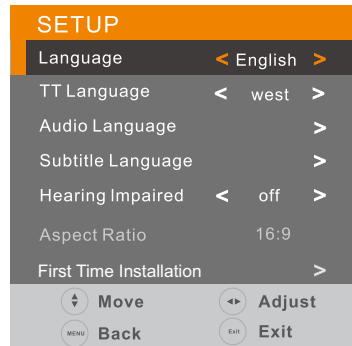 SETUP
Language < English >
TT Language < west >
Audio Language >
Subtitle Language >
Hearing Impaired < off >
Aspect Ratio 16:9
First Time Installation >
Move Adjust
MENU Back Exit Exit